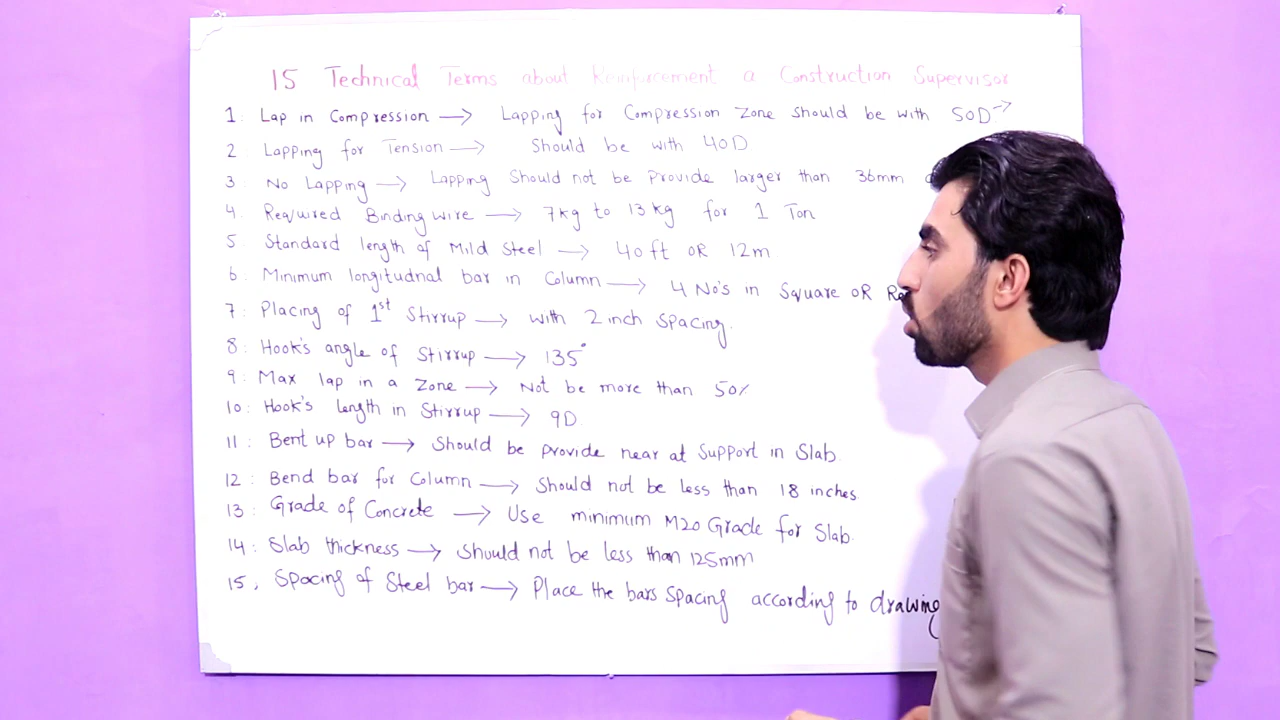 15 Technical Terms about Reinfircement a Construction Supervisor
1: Lap in Compression → Lapping for Compression Zone Should be with 50D →
2: Lapping for Tension → Should be with 40D
3: No Lapping → Lapping Should not be provide larger than 36mm
4: Required Binding wire → 7kg to 13 kg for 1 Ton
5: Standard length of Mild Steel → 40ft OR 12m
6: Minimum longitudnal bar in Column → 4 No's in Square OR
7: Placing of 1st Stirrup → with 2 inch Spacing.
8: Hook's angle of Stirrup → 135°
9: Max lap in a Zone → Not be more than 50%
10: Hook's length in Stirrup → 9D.
11: Bent up bar → Should be provide near at Support in Slab.
12: Bend bar for Column → Should not be less than 18 inches
13: Grade of Concrete → Use minimum M20 Grade for Slab.
14: Slab thickness → Should not be less than 125mm
15, Spacing of Steel bar → Place the bars Spacing according to drawing